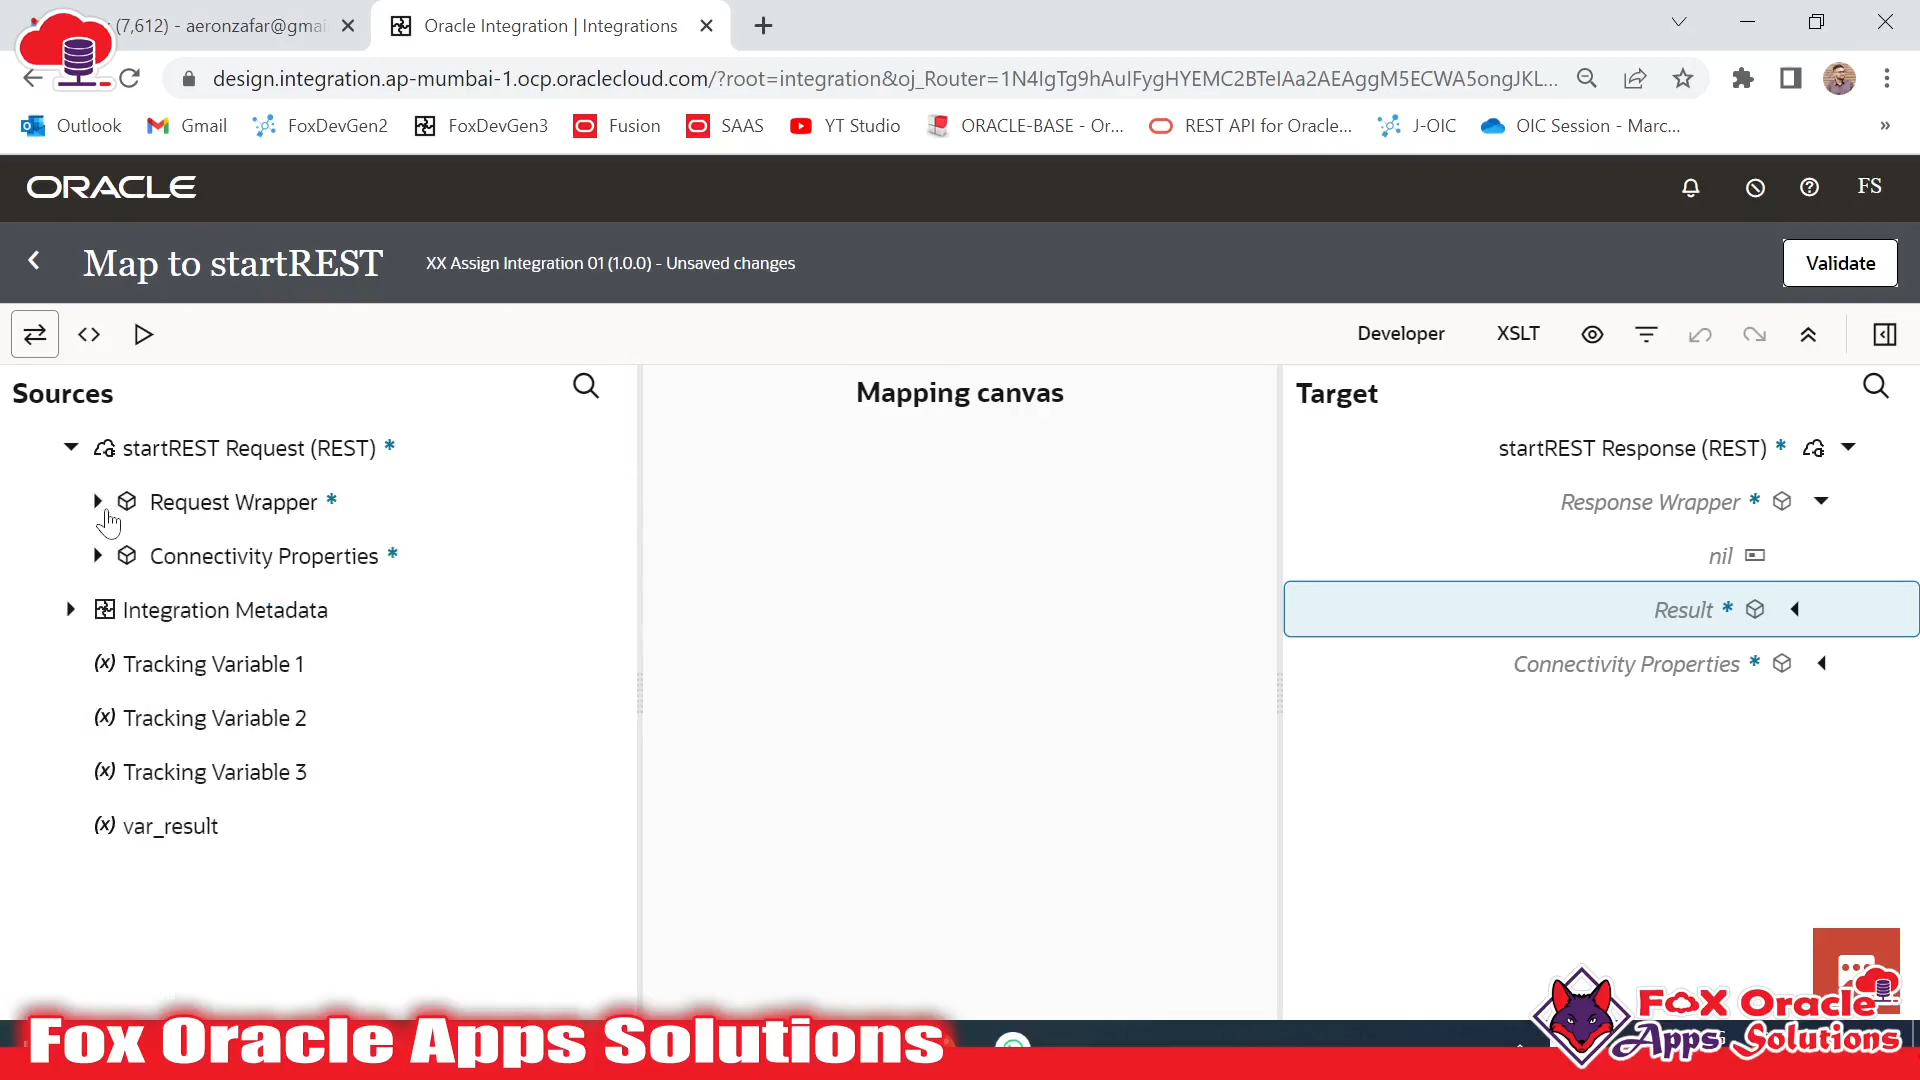 (7,612) - aeronzafar@gmai
Oracle Integration | Integrations
design.integration.ap-mumbai-1.ocp.oraclecloud.com/?root=integration&oj_Router=1N4IgTg9hAuIFygHYEMC2BTeIAa2AEAggM5ECWA5ongJKL...
Outlook Gmail FoxDevGen2 FoxDevGen3 Fusion SAAS YT Studio ORACLE-BASE - Or... REST API for Oracle... J-OIC OIC Session - Marc... »
ORACLE FS
Map to startREST XX Assign Integration 01 (1.0.0) - Unsaved changes Validate
Developer XSLT
Sources Mapping canvas Target
startREST Request (REST) * startREST Response (REST) *
Request Wrapper * Response Wrapper *
Connectivity Properties * nil
Integration Metadata Result *
Tracking Variable 1 Connectivity Properties *
Tracking Variable 2
Tracking Variable 3
var_result
Fox Oracle Apps Solutions
Fox Oracle
Apps Solutions